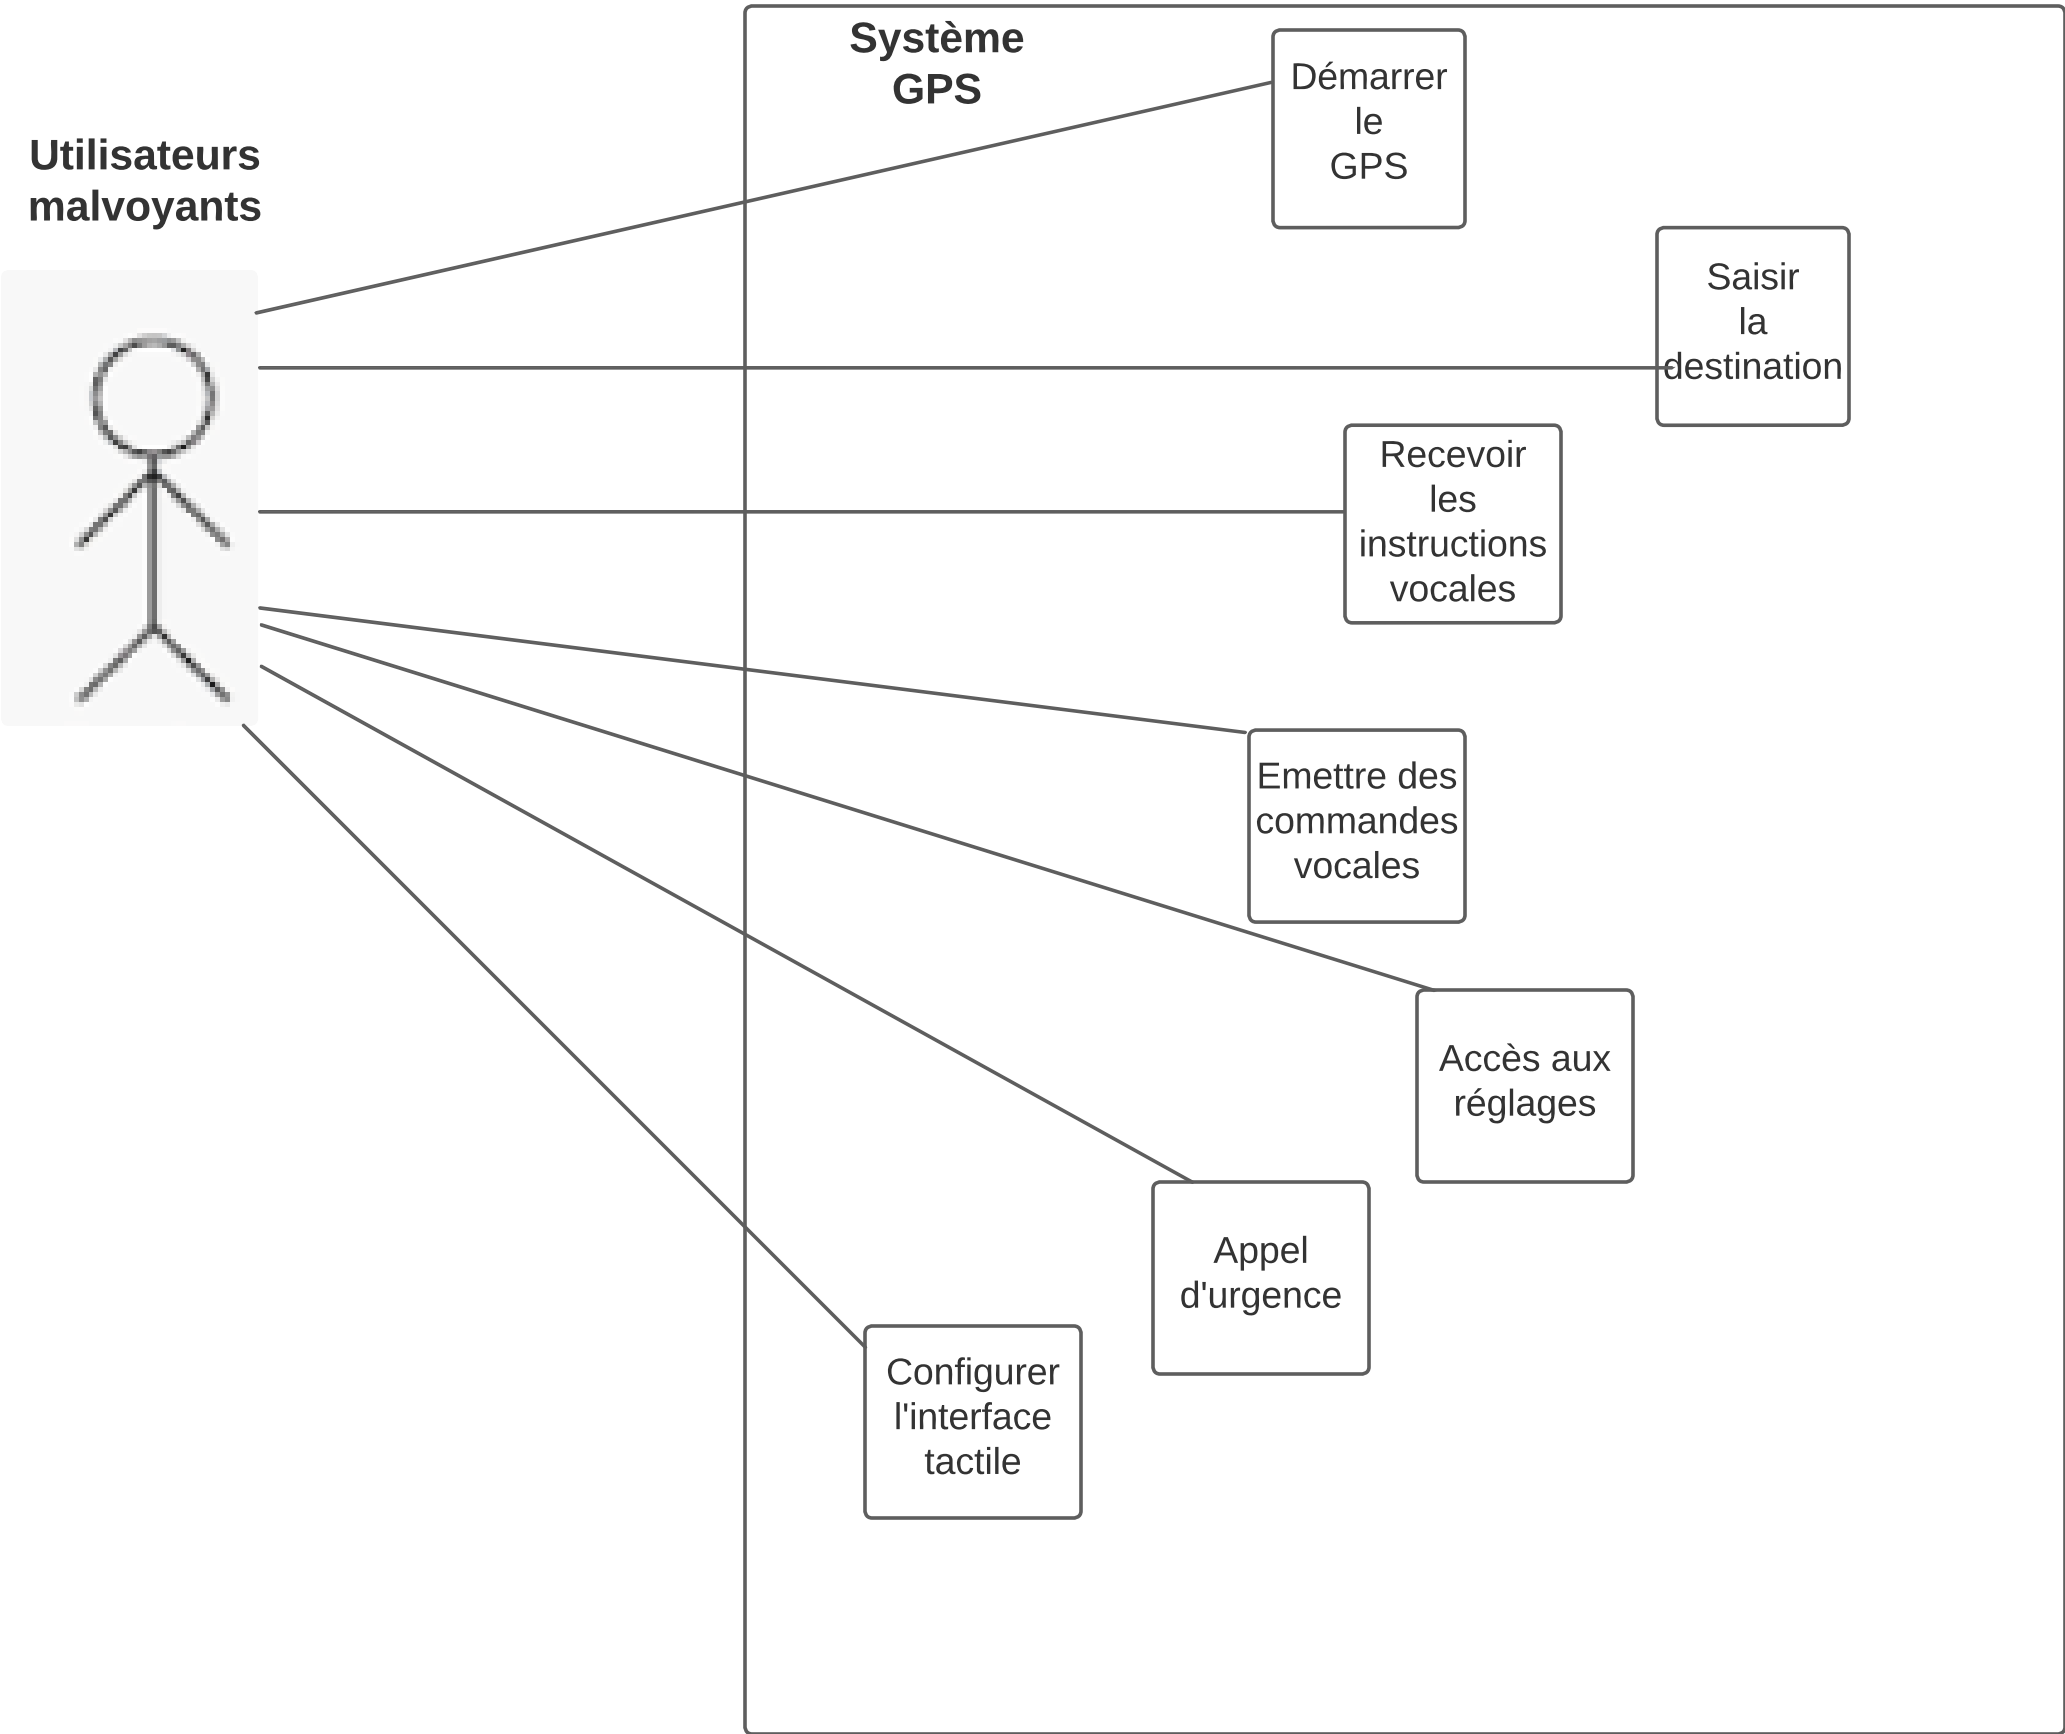 Système
GPS
Utilisateurs
malvoyants
Démarrer
le
GPS
Saisir
la
destination
Recevoir
les
instructions
vocales
Emettre des
commandes
vocales
Accès aux
réglages
Appel
d'urgence
Configurer
l'interface
tactile